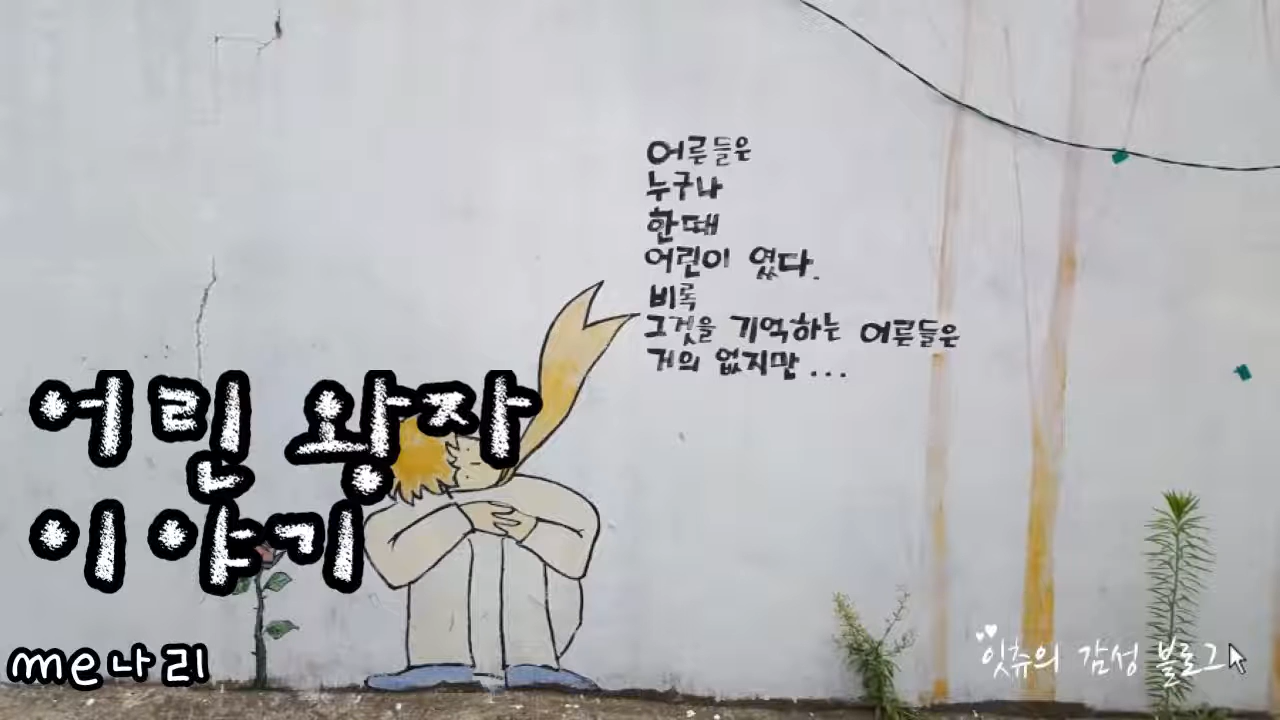 어른들은
누구나
한때
어린이 였다.
비록
그것을 기억하는 어른들은
거의 없지만...
어린 왕자
이야기
me나리
잇츄의 감성 블로그